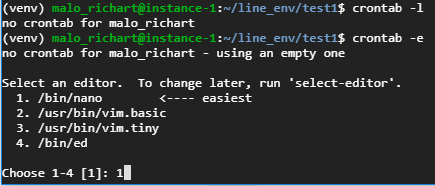 (venv) malo_richart@instance-1:~/line_env/test1$ crontab -l
no crontab for malo_richart
(venv) malo_richart@instance-1:~/line_env/test1$ crontab -e
no crontab for malo_richart - using an empty one
Select an editor.  To change later, run 'select-editor'.
  1. /bin/nano        <---- easiest
  2. /usr/bin/vim.basic
  3. /usr/bin/vim.tiny
  4. /bin/ed
Choose 1-4 [1]: 1